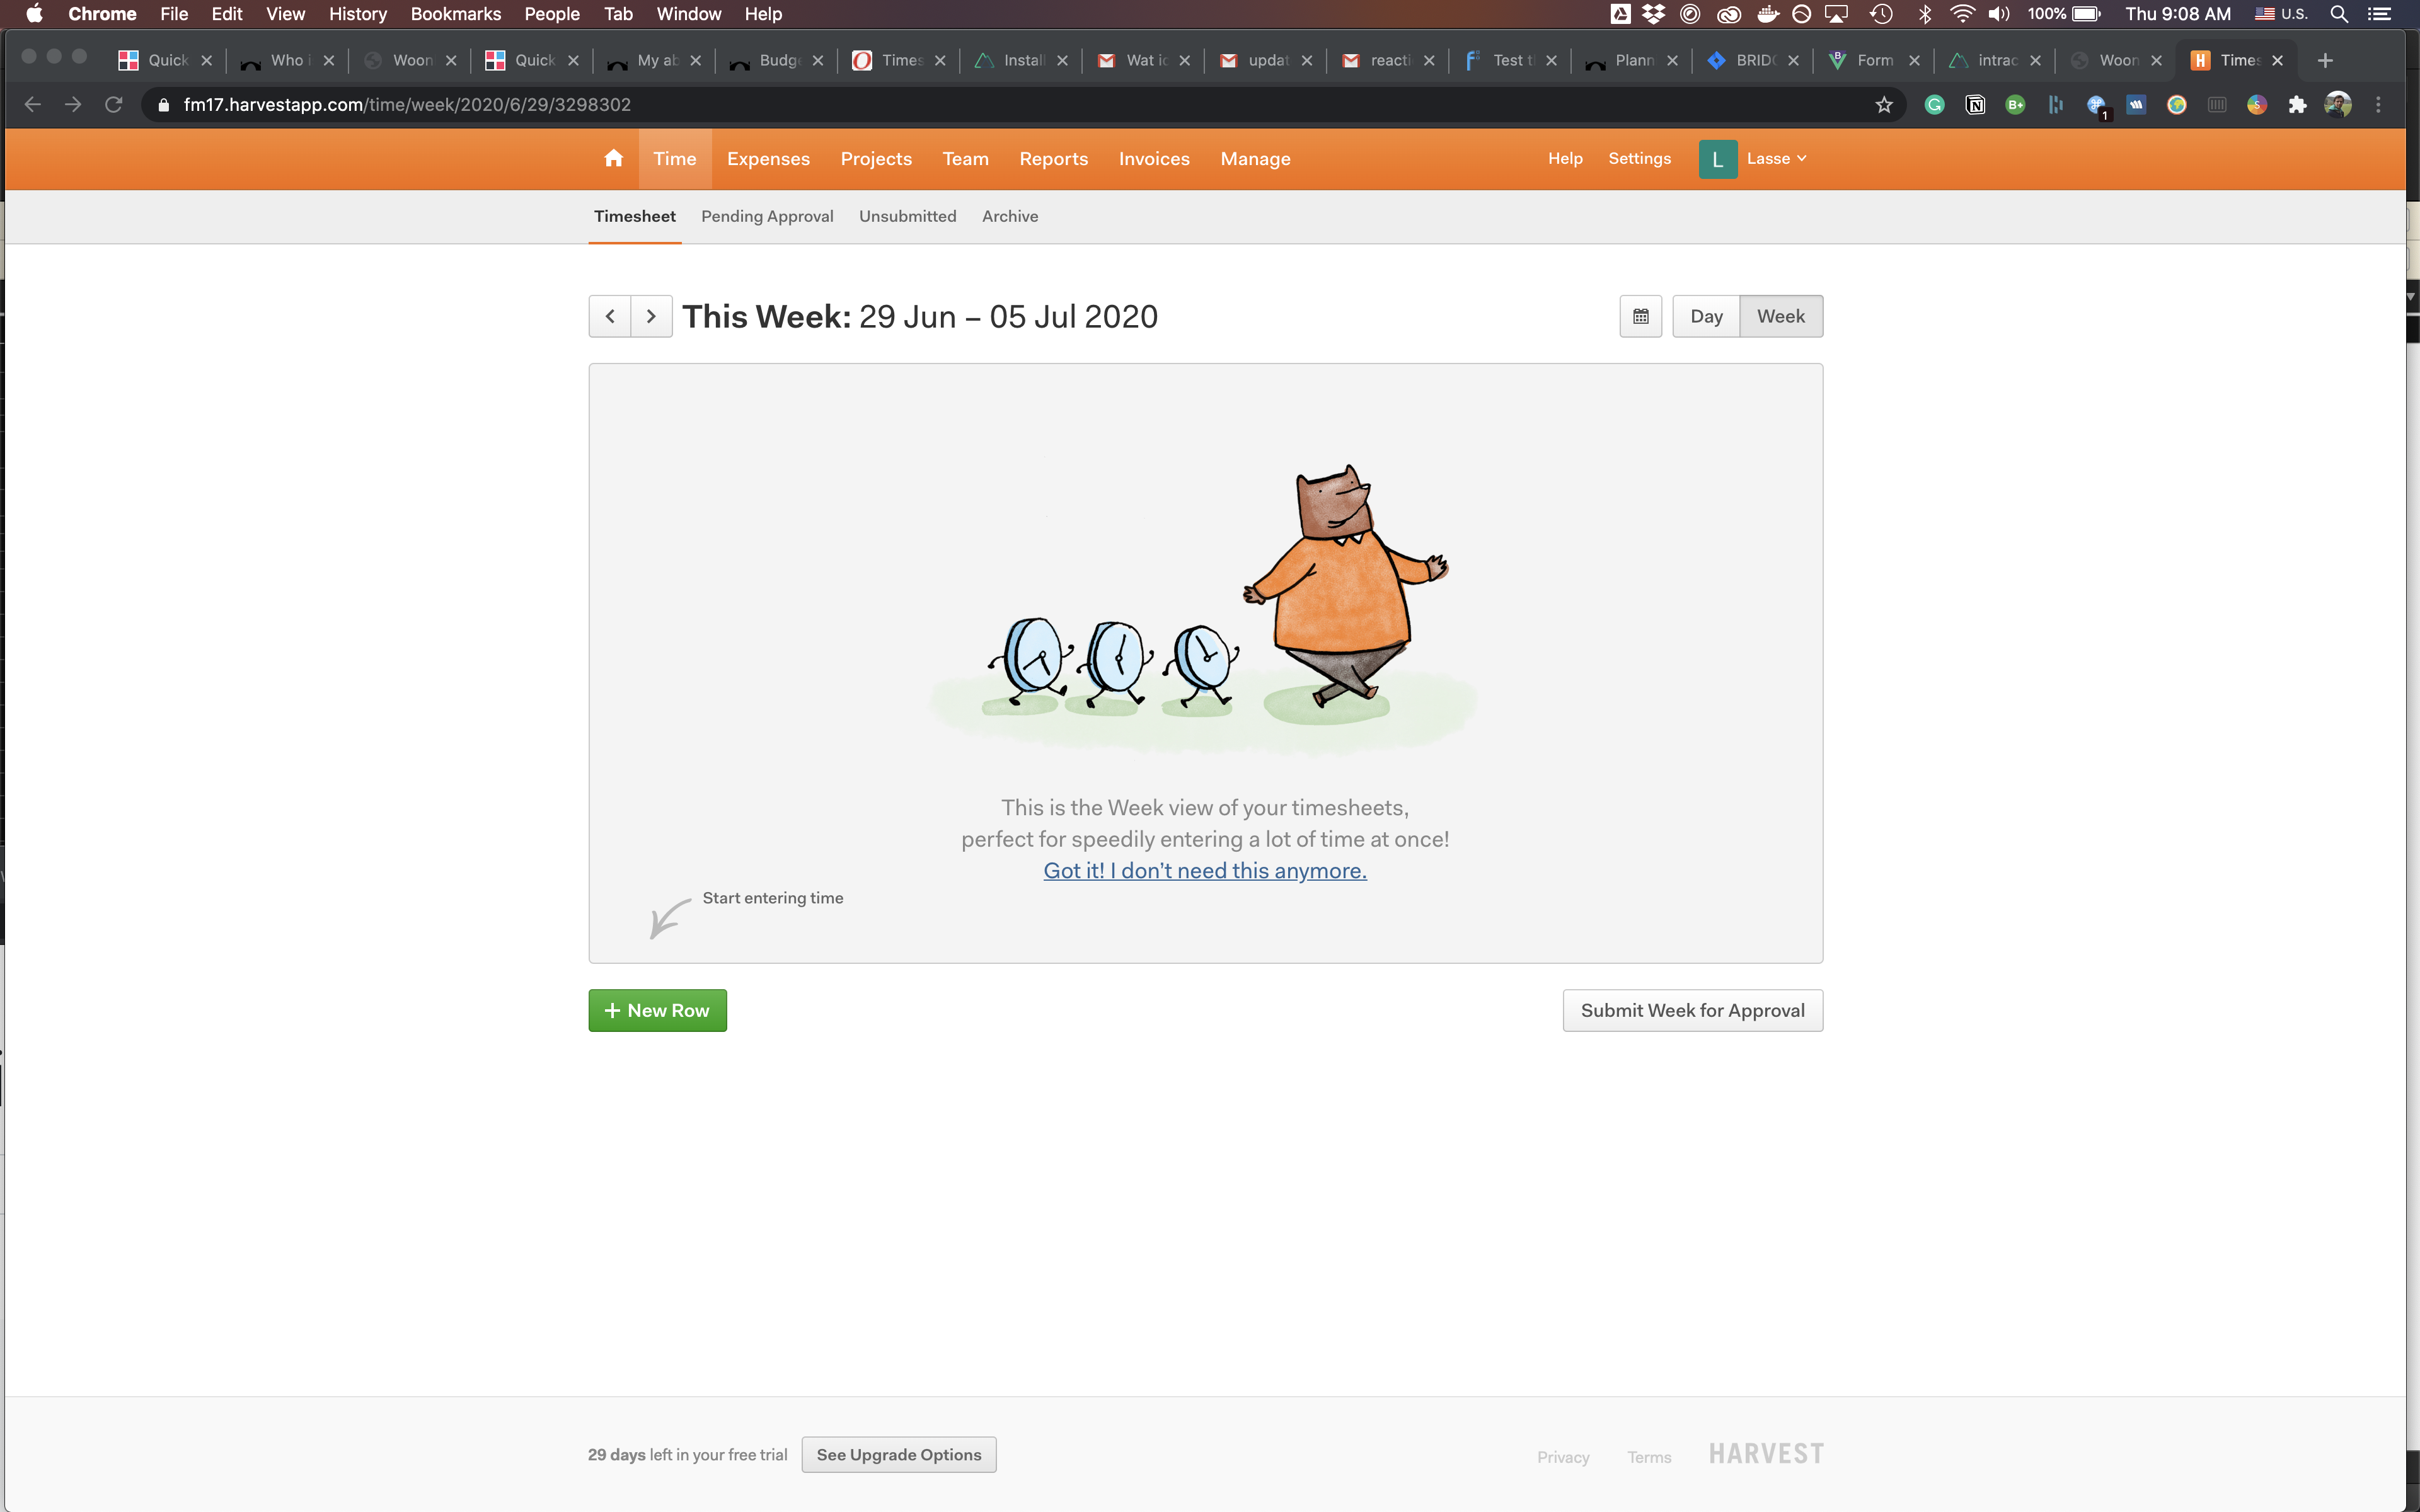 Chrome File Edit View History Bookmarks People Tab Window Help 100% Thu 9:08 AM U.S.
Quick Who i Woon Quick My ab Budge Times Install Wat ic updat reacti Test t Plann BRID Form intrac Woon Times
fm17.harvestapp.com/time/week/2020/6/29/3298302
1
Time Expenses Projects Team Reports Invoices Manage Help Settings L Lasse
Timesheet Pending Approval Unsubmitted Archive
This Week: 29 Jun – 05 Jul 2020 Day Week
This is the Week view of your timesheets,
perfect for speedily entering a lot of time at once!
Got it! I don't need this anymore.
Start entering time
+ New Row Submit Week for Approval
29 days left in your free trial See Upgrade Options Privacy Terms HARVEST